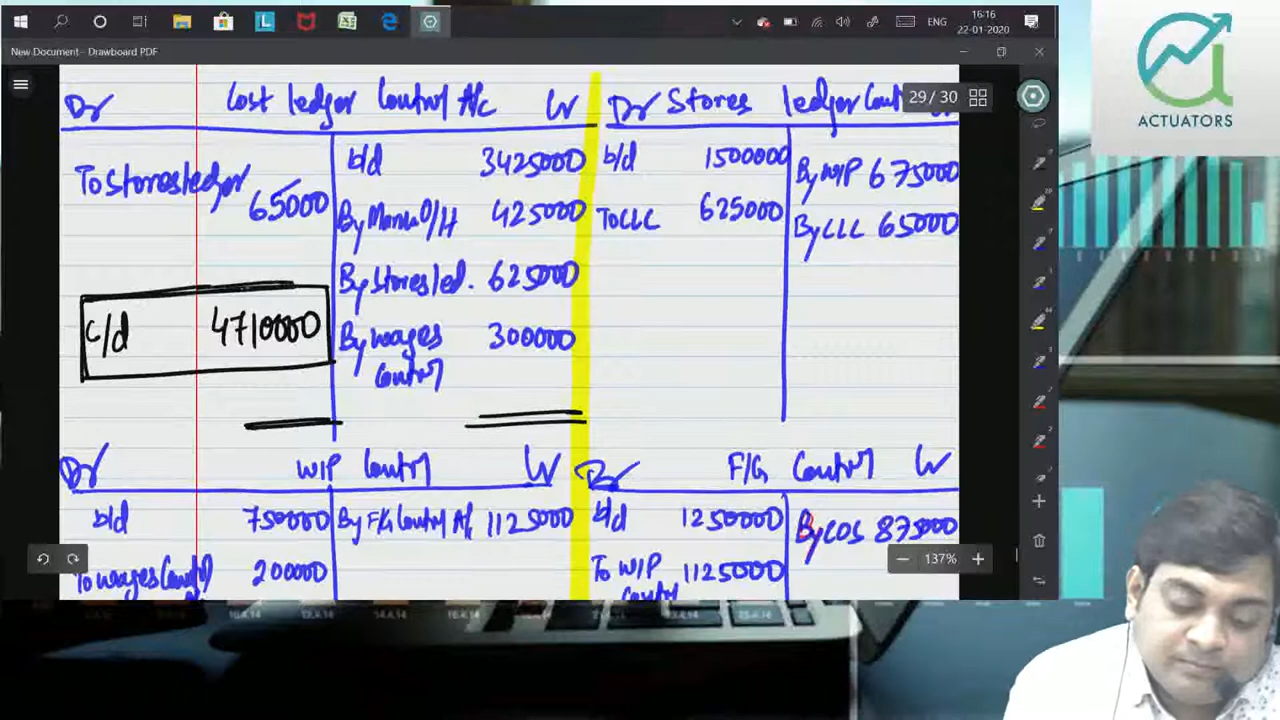 16:16
ENG
22-01-2020
New Document - Drawboard PDF
ACTUATORS
29 / 30
Dr Cost ledger Control A/c Cr
To Stores ledger 65000
c/d 4710000
b/d 3425000
By Manu O/H 425000
By Stores led. 625000
By wages Control 300000
Dr Stores ledger Cont
b/d 1500000
To CLC 625000
By WIP 675000
By CLC 65000
Dr WIP Control Cr
b/d 750000
To wages Control 200000
By F/G Control A/c 1125000
Dr F/G Control Cr
b/d 1250000
To WIP Control 1125000
By COS 875000
137%